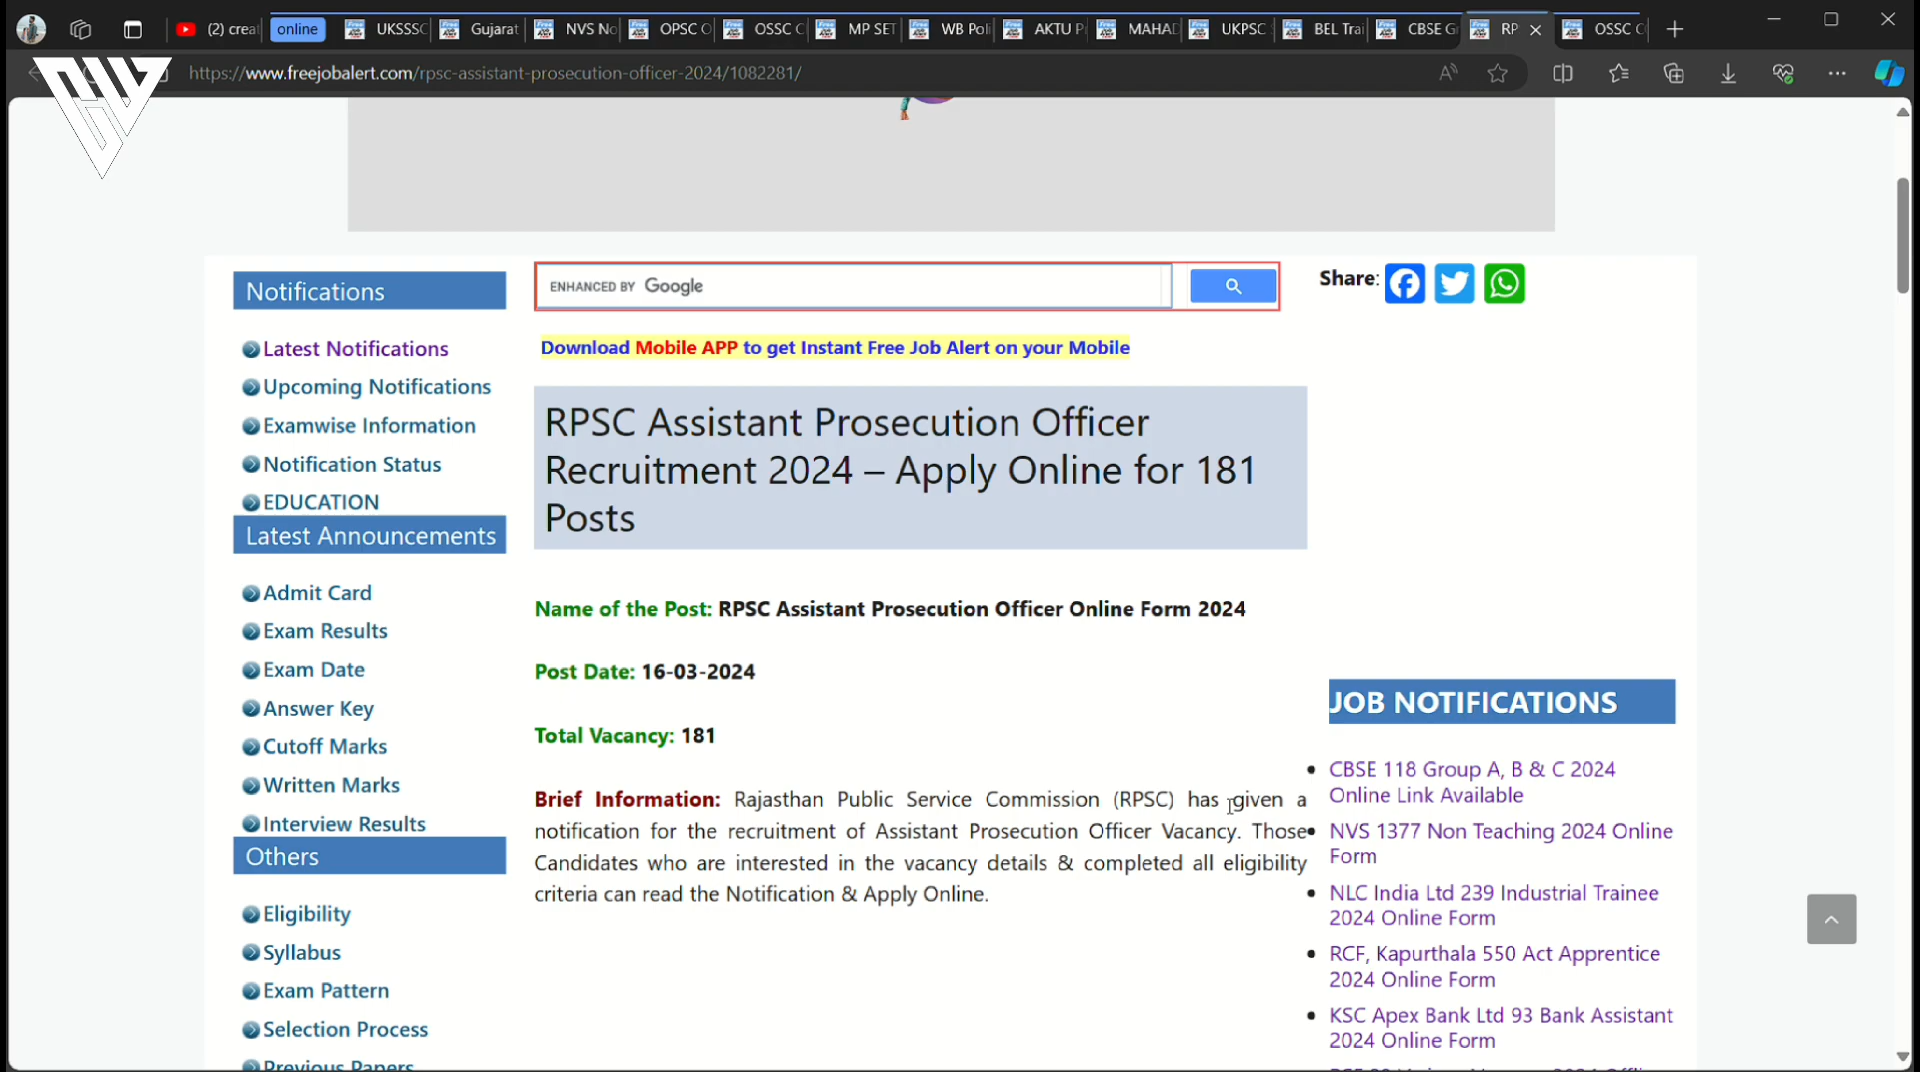 (2) crea
online
UKSSSC
Gujarat
NVS No
OPSC O
OSSC C
MP SET
WB Poli
AKTU P
MAHAD
UKPSC
BEL Trai
CBSE G
RP
OSSC C
https://www.freejobalert.com/rpsc-assistant-prosecution-officer-2024/1082281/
Notifications
Latest Notifications
Upcoming Notifications
Examwise Information
Notification Status
EDUCATION
Latest Announcements
Admit Card
Exam Results
Exam Date
Answer Key
Cutoff Marks
Written Marks
Interview Results
Others
Eligibility
Syllabus
Exam Pattern
Selection Process
Previous Papers
ENHANCED BY Google
Share:
Download Mobile APP to get Instant Free Job Alert on your Mobile
RPSC Assistant Prosecution Officer
Recruitment 2024 – Apply Online for 181
Posts
Name of the Post: RPSC Assistant Prosecution Officer Online Form 2024
Post Date: 16-03-2024
Total Vacancy: 181
Brief Information: Rajasthan Public Service Commission (RPSC) has given a
notification for the recruitment of Assistant Prosecution Officer Vacancy. Those
Candidates who are interested in the vacancy details & completed all eligibility
criteria can read the Notification & Apply Online.
JOB NOTIFICATIONS
CBSE 118 Group A, B & C 2024
Online Link Available
NVS 1377 Non Teaching 2024 Online
Form
NLC India Ltd 239 Industrial Trainee
2024 Online Form
RCF, Kapurthala 550 Act Apprentice
2024 Online Form
KSC Apex Bank Ltd 93 Bank Assistant
2024 Online Form